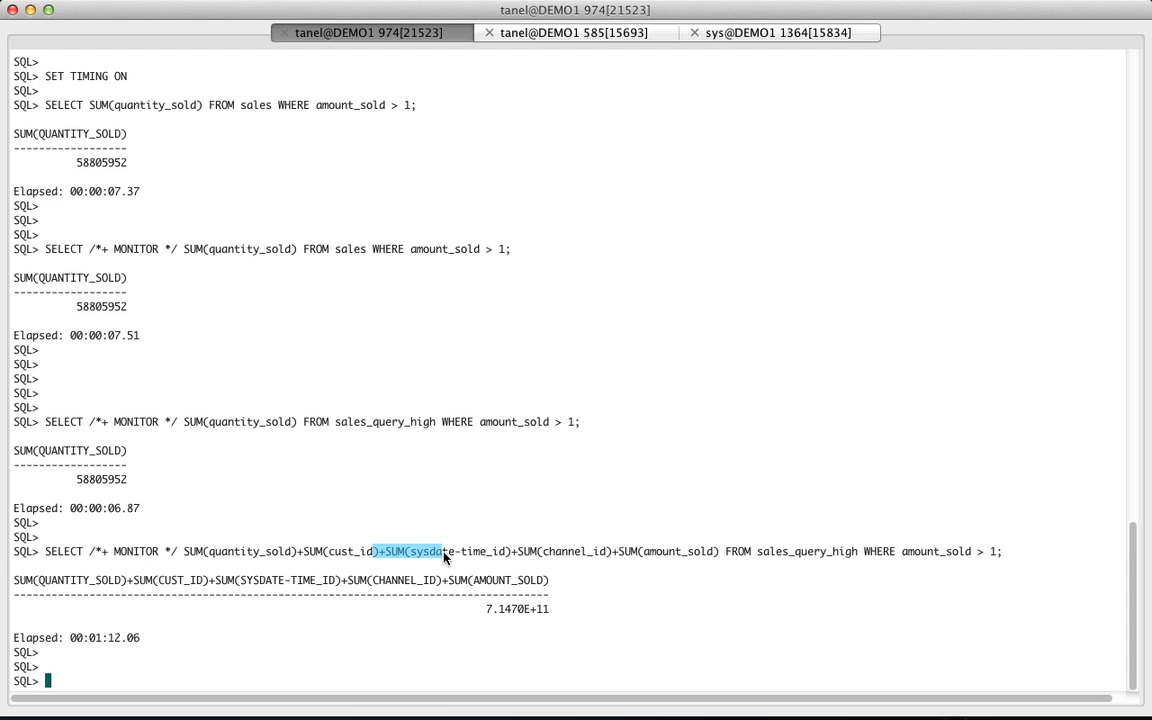 tanel@DEMO1 974[21523]
tanel@DEMO1 974[21523] tanel@DEMO1 585[15693] sys@DEMO1 1364[15834]
SQL>
SQL> SET TIMING ON
SQL>
SQL> SELECT SUM(quantity_sold) FROM sales WHERE amount_sold > 1;
SUM(QUANTITY_SOLD)
------------------
58805952
Elapsed: 00:00:07.37
SQL>
SQL>
SQL>
SQL> SELECT /*+ MONITOR */ SUM(quantity_sold) FROM sales WHERE amount_sold > 1;
SUM(QUANTITY_SOLD)
------------------
58805952
Elapsed: 00:00:07.51
SQL>
SQL>
SQL>
SQL>
SQL>
SQL> SELECT /*+ MONITOR */ SUM(quantity_sold) FROM sales_query_high WHERE amount_sold > 1;
SUM(QUANTITY_SOLD)
------------------
58805952
Elapsed: 00:00:06.87
SQL>
SQL>
SQL> SELECT /*+ MONITOR */ SUM(quantity_sold)+SUM(cust_id)+SUM(sysdate-time_id)+SUM(channel_id)+SUM(amount_sold) FROM sales_query_high WHERE amount_sold > 1;
SUM(QUANTITY_SOLD)+SUM(CUST_ID)+SUM(SYSDATE-TIME_ID)+SUM(CHANNEL_ID)+SUM(AMOUNT_SOLD)
-------------------------------------------------------------------------------------
7.1470E+11
Elapsed: 00:01:12.06
SQL>
SQL>
SQL>